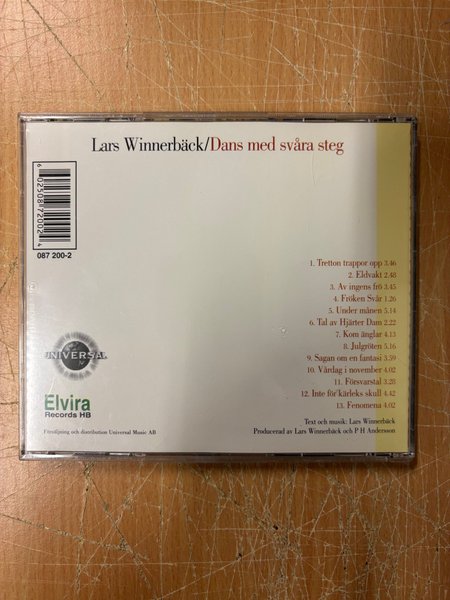 Lars Winnerbäck/Dans med svåra steg
6 02508 72002 4
087 200-2
1. Tretton trappor opp 3.46
2. Eldvakt 2.48
3. Av ingens frö 3.45
4. Fröken Svår 1.26
5. Under månen 5.14
6. Tal av Hjärter Dam 2.22
7. Kom änglar 4.13
8. Julgröten 5.16
9. Sagan om en fantasi 3.59
10. Vårdag i november 4.02
11. Försvarstal 3.28
12. Inte för kärleks skull 4.42
13. Fenomena 4.02
UNIVERSAL
Elvira
Records HB
Försäljning och distribution Universal Music AB
Text och musik: Lars Winnerbäck
Producerad av Lars Winnerbäck och P H Andersson